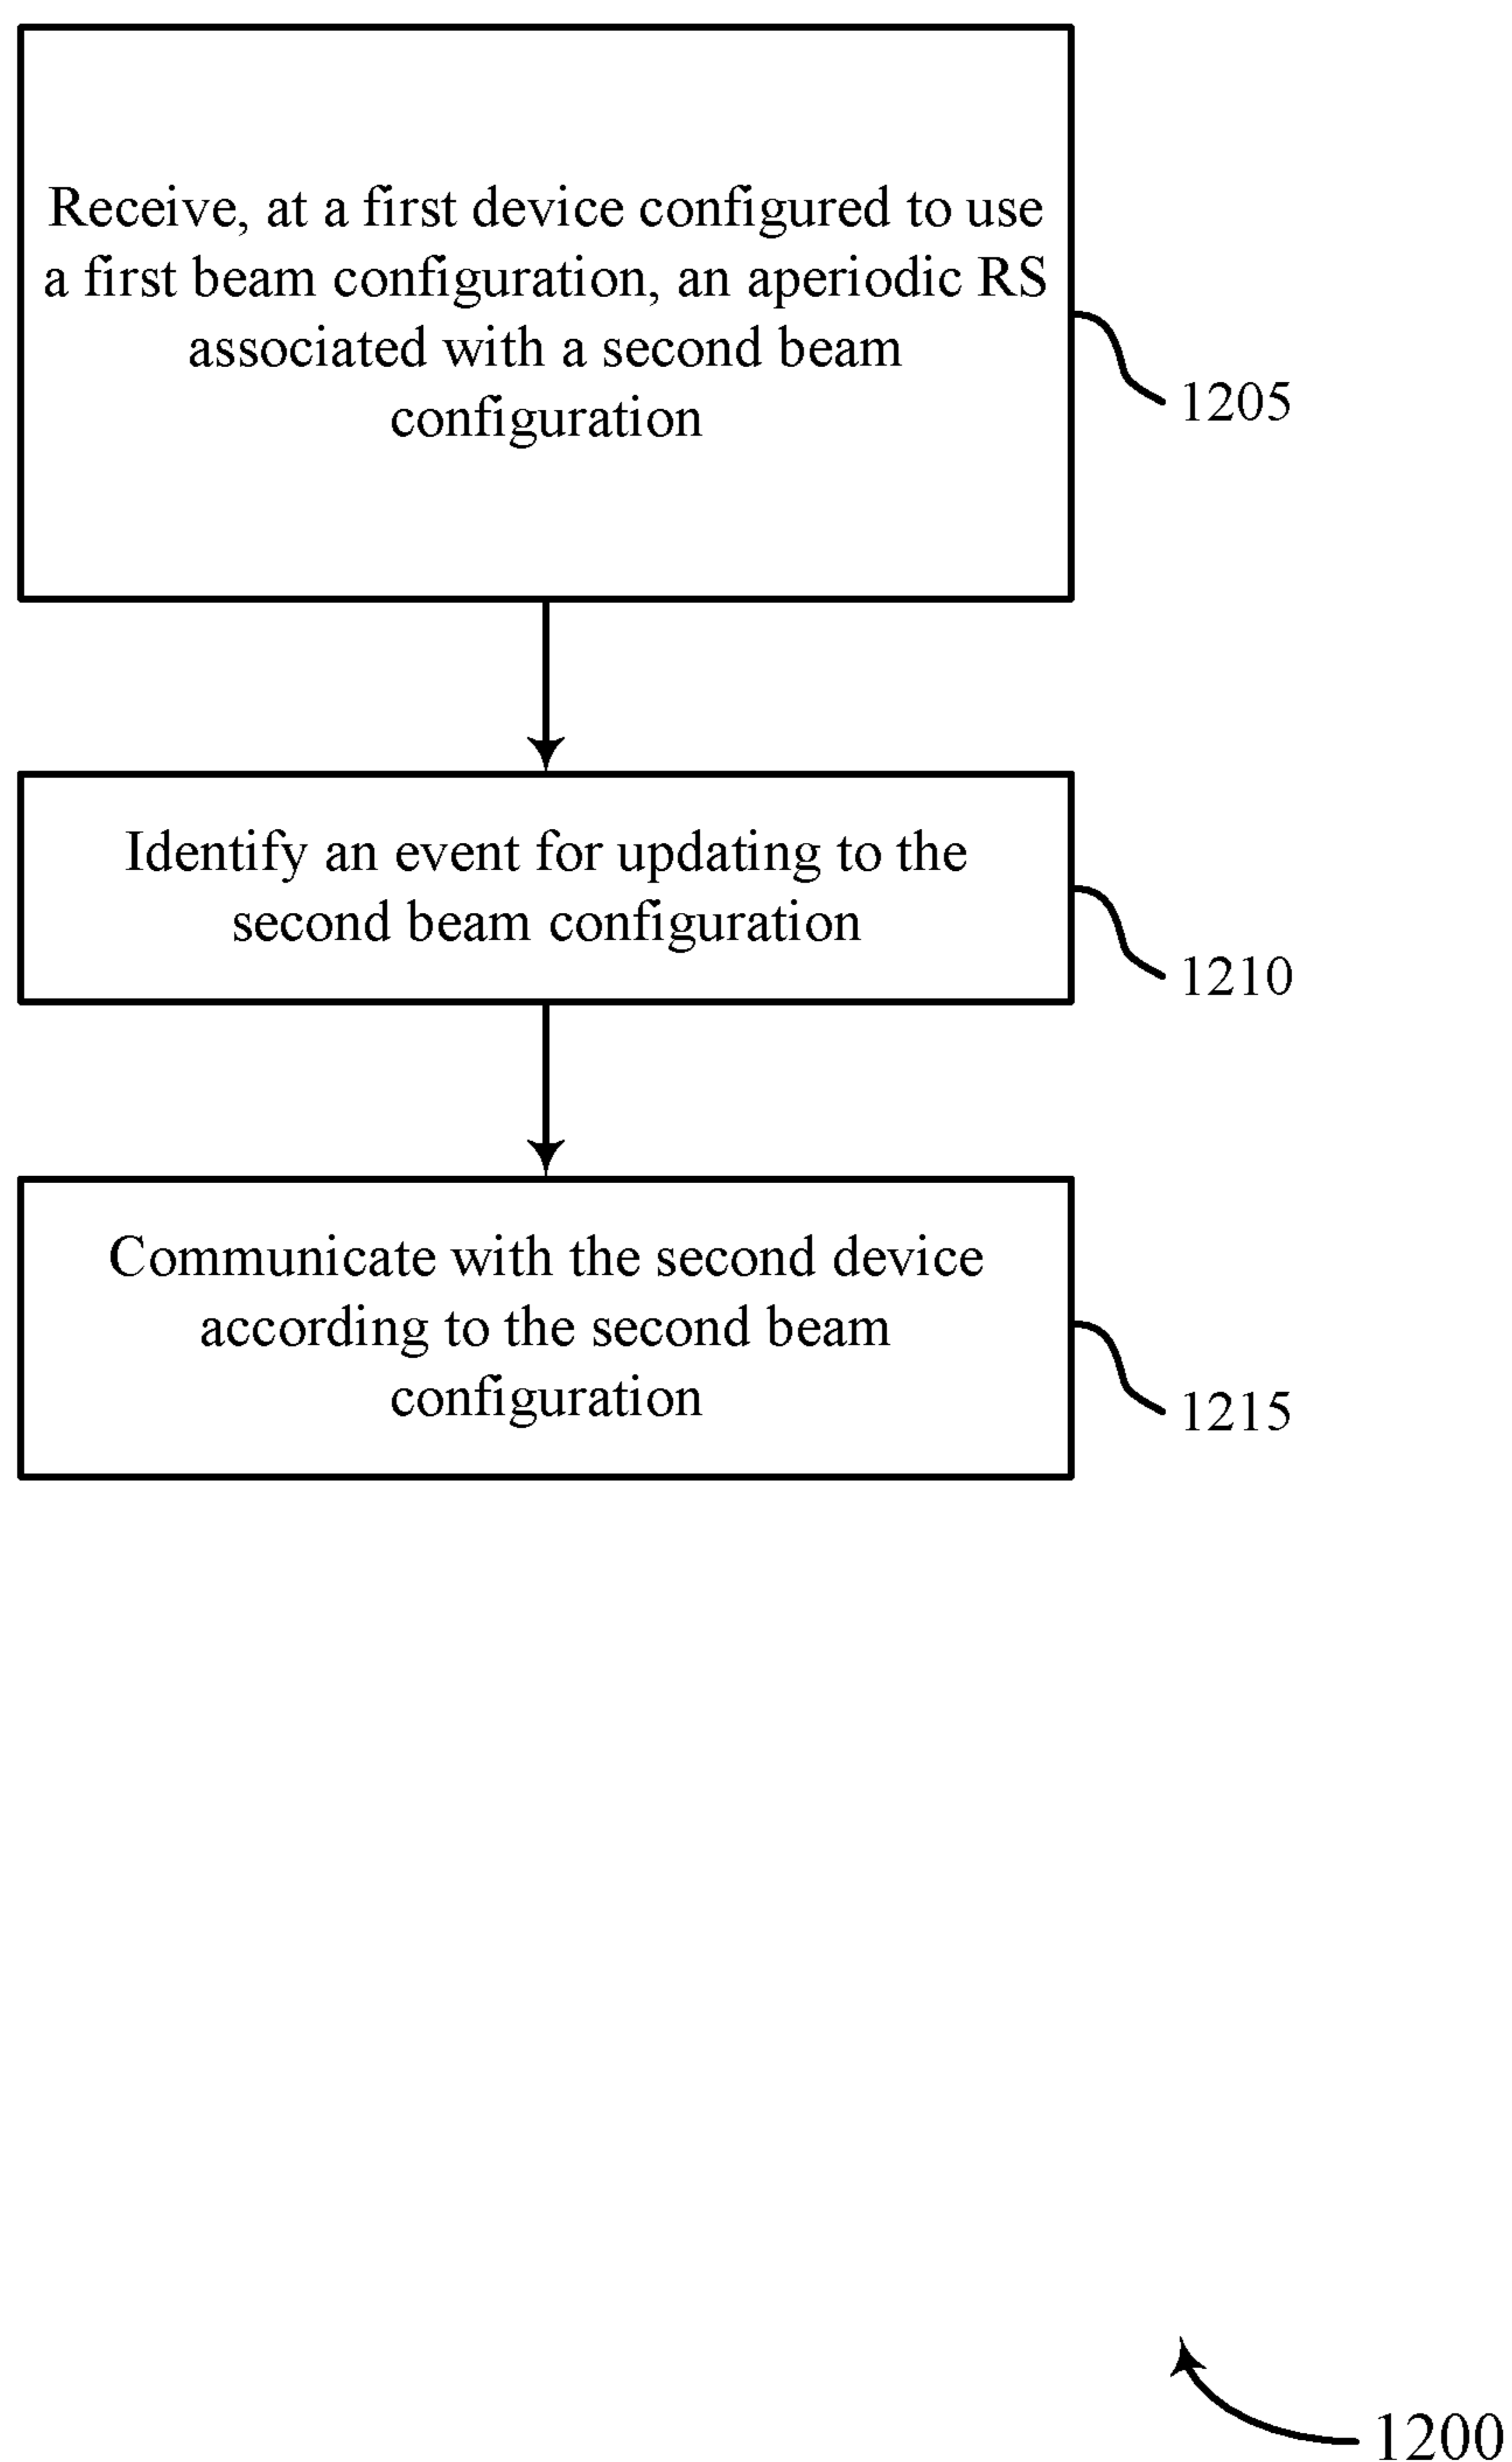 Receive, at a first device configured to use
a first beam configuration, an aperiodic RS
associated with a second beam
configuration
1205
Identify an event for updating to the
second beam configuration
1210
Communicate with the second device
according to the second beam
configuration
1215
1200